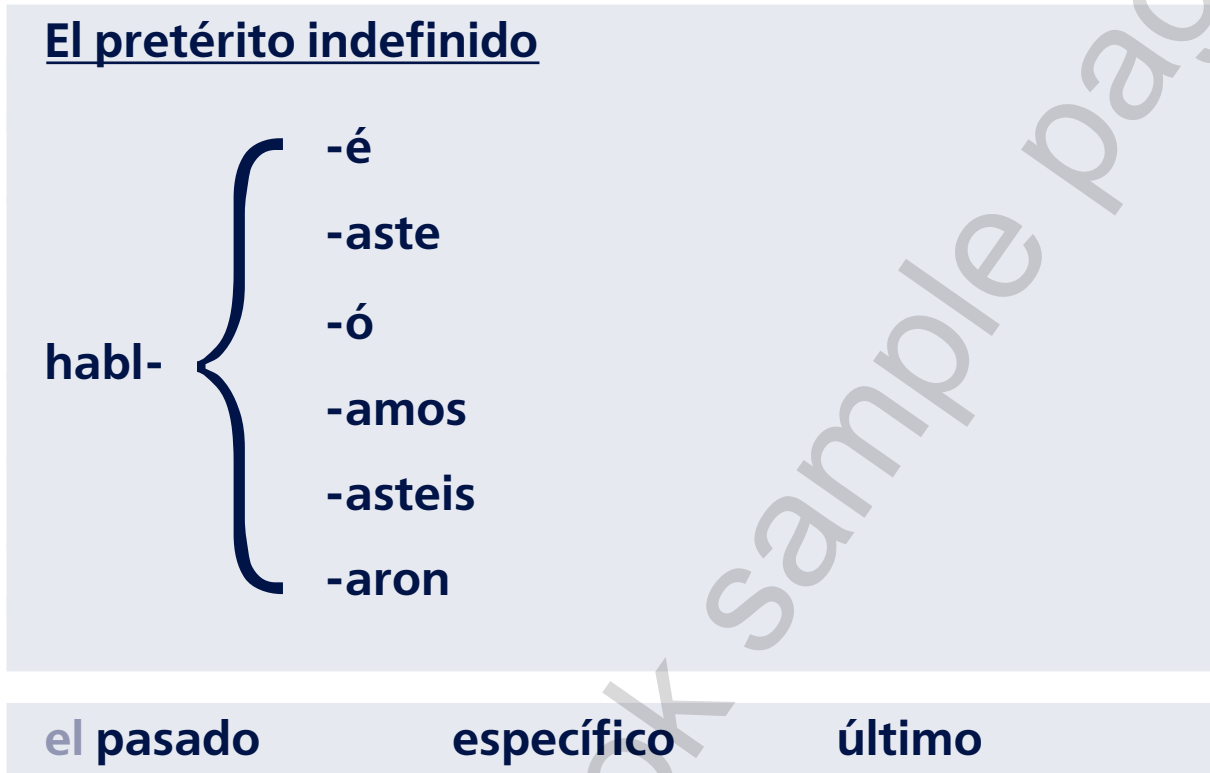 El pretérito indefinido
-é
-aste
-ó
habl-
-amos
-asteis
-aron
el pasado específico último
sample